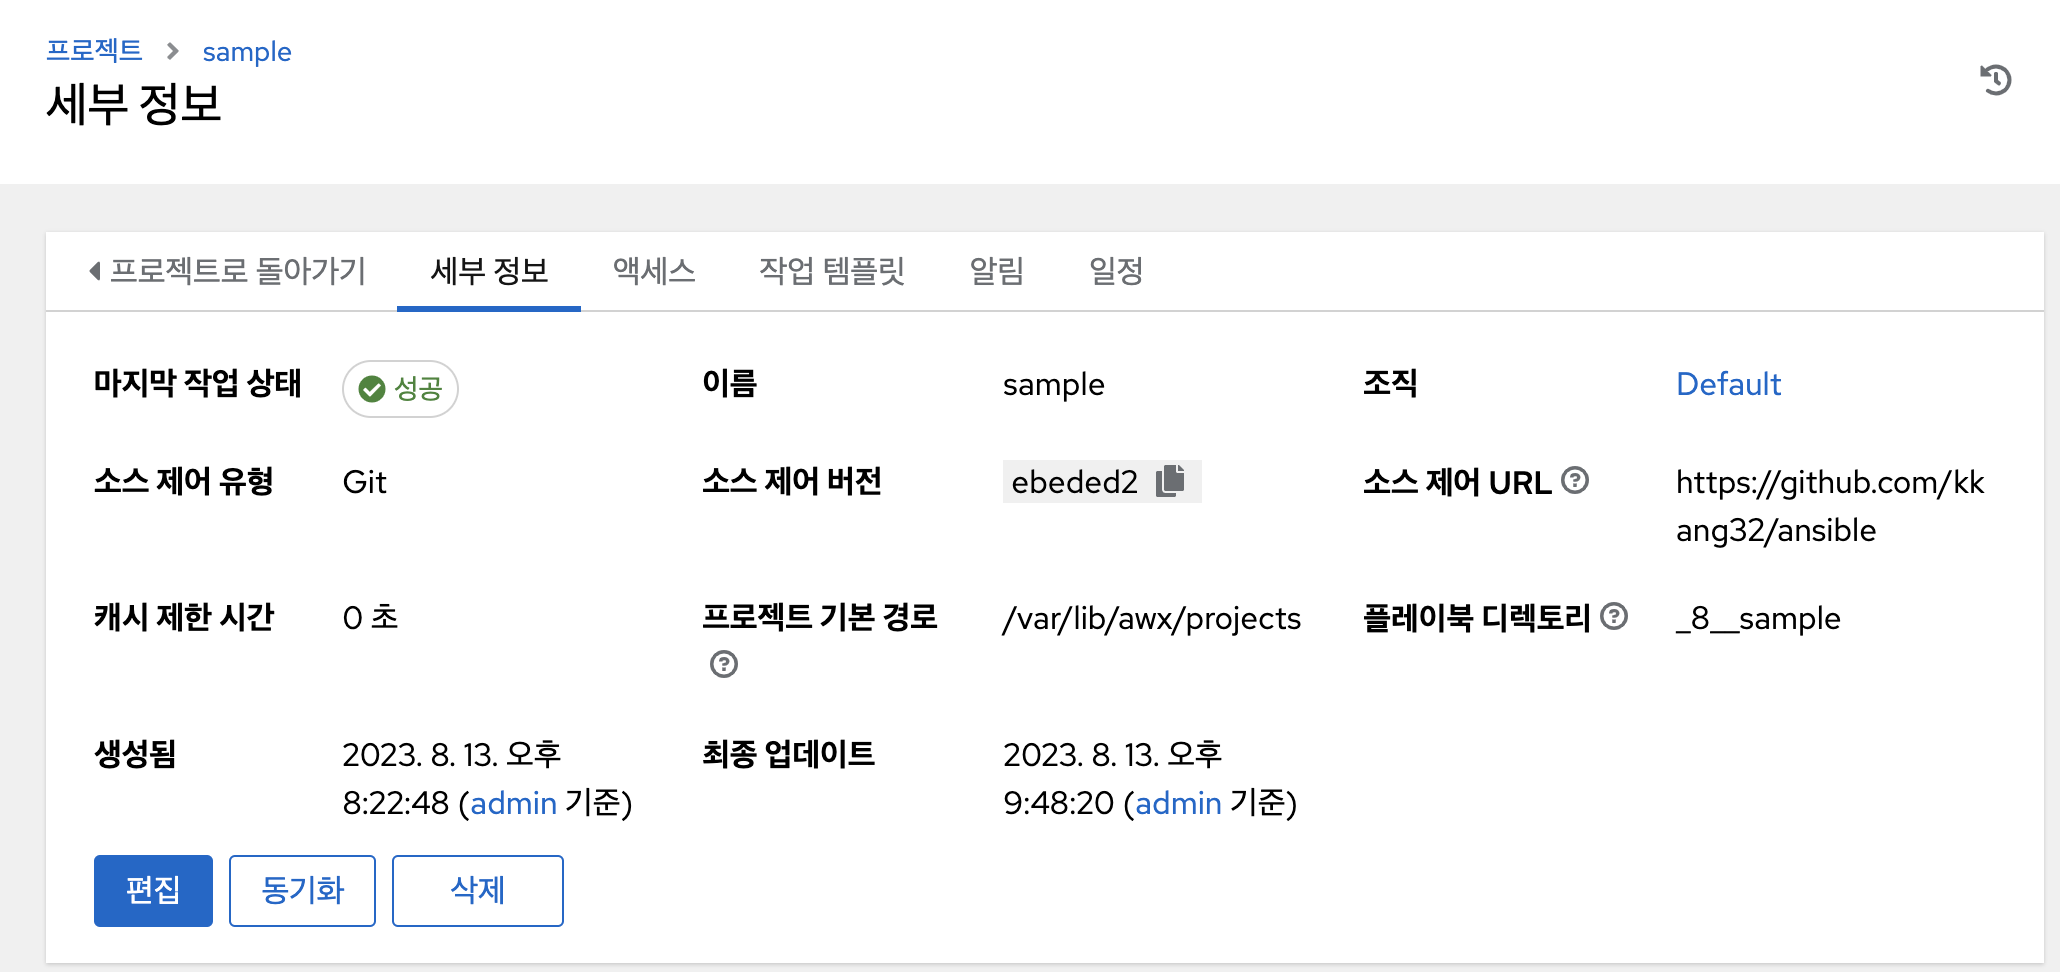 프로젝트 > sample
세부 정보
프로젝트로 돌아가기 세부 정보 액세스 작업 템플릿 알림 일정
마지막 작업 상태 성공 이름 sample 조직 Default
소스 제어 유형 Git 소스 제어 버전 ebeded2 소스 제어 URL https://github.com/kk
ang32/ansible
캐시 제한 시간 0 초 프로젝트 기본 경로 /var/lib/awx/projects 플레이북 디렉토리 _8__sample
생성됨 2023. 8. 13. 오후 최종 업데이트 2023. 8. 13. 오후
8:22:48 (admin 기준) 9:48:20 (admin 기준)
편집 동기화 삭제